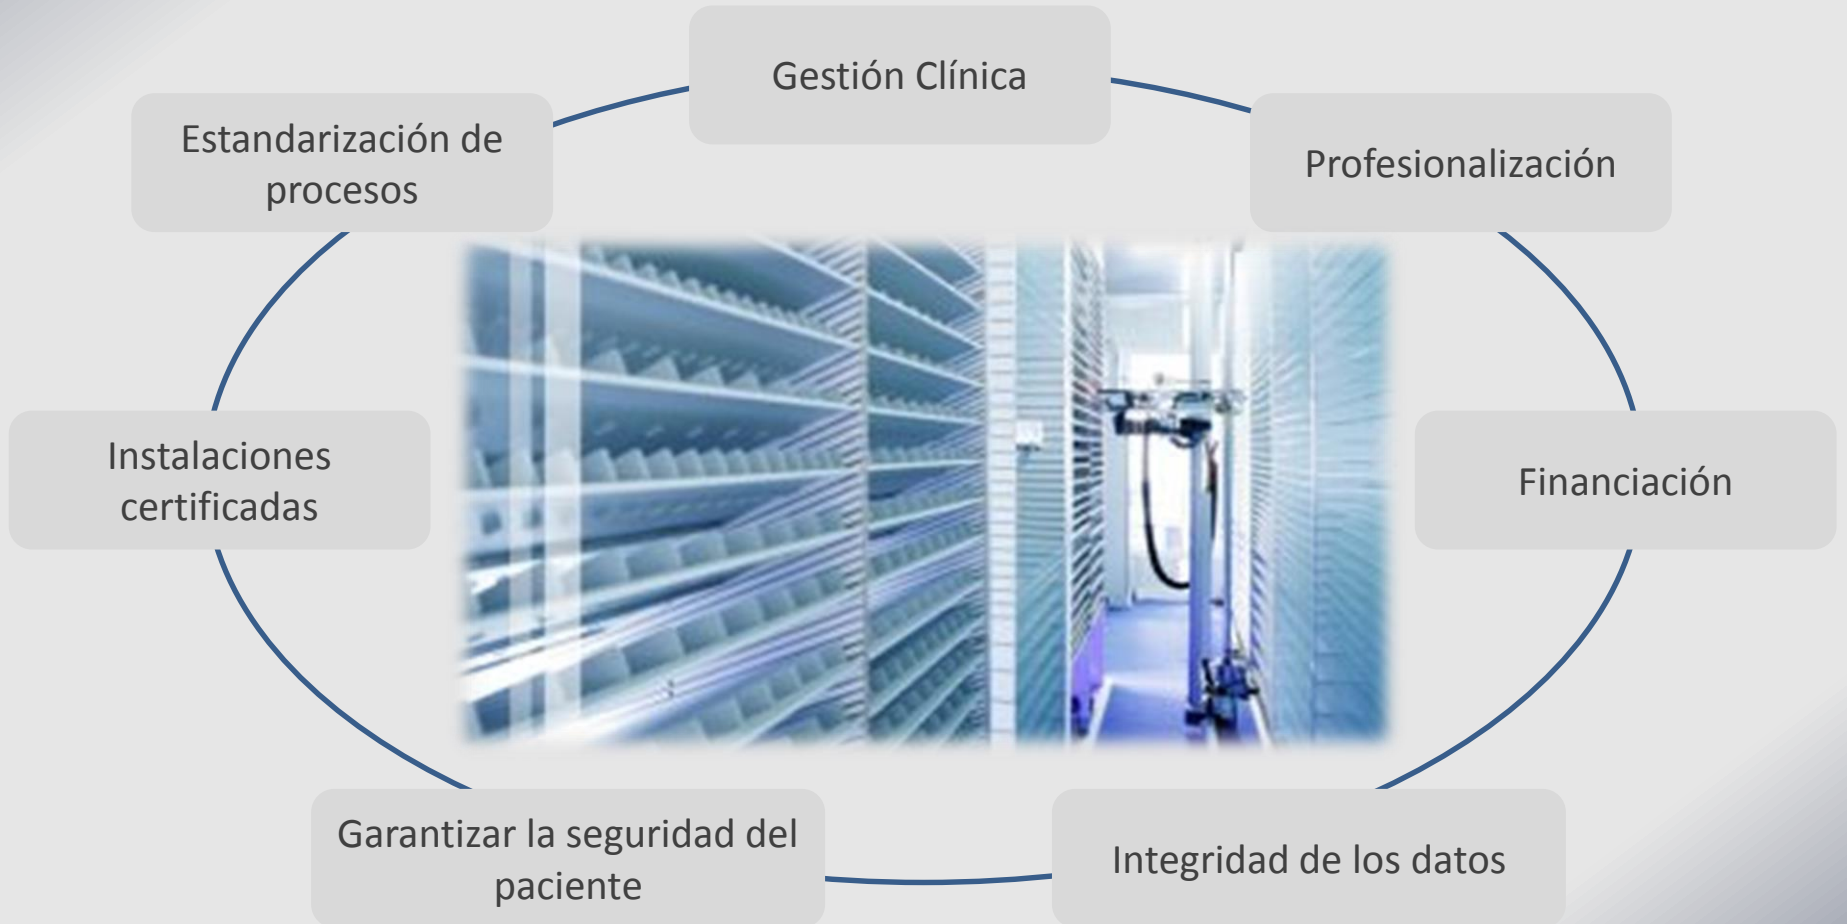 Gestión Clínica
Estandarización de
procesos
Profesionalización
Instalaciones
certificadas
Financiación
Garantizar la seguridad del
paciente
Integridad de los datos